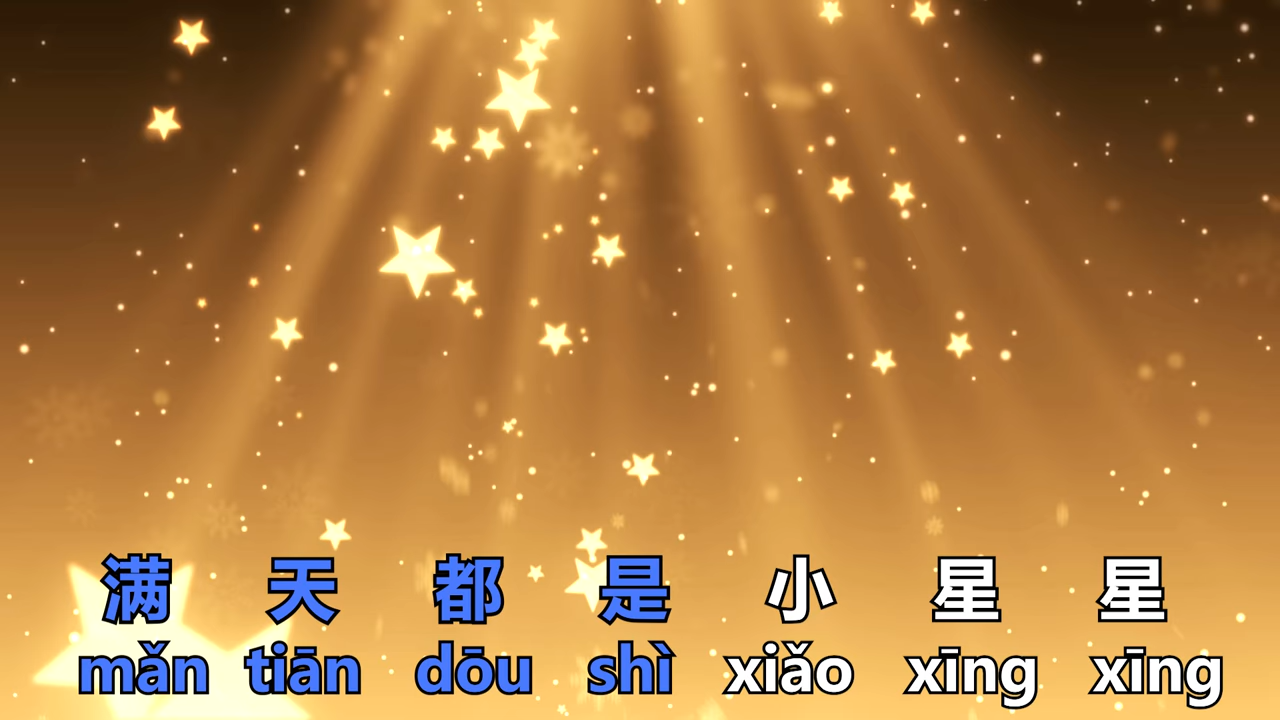 满 天 都 是 小 星 星
mǎn tiān dōu shì xiǎo xīng xīng